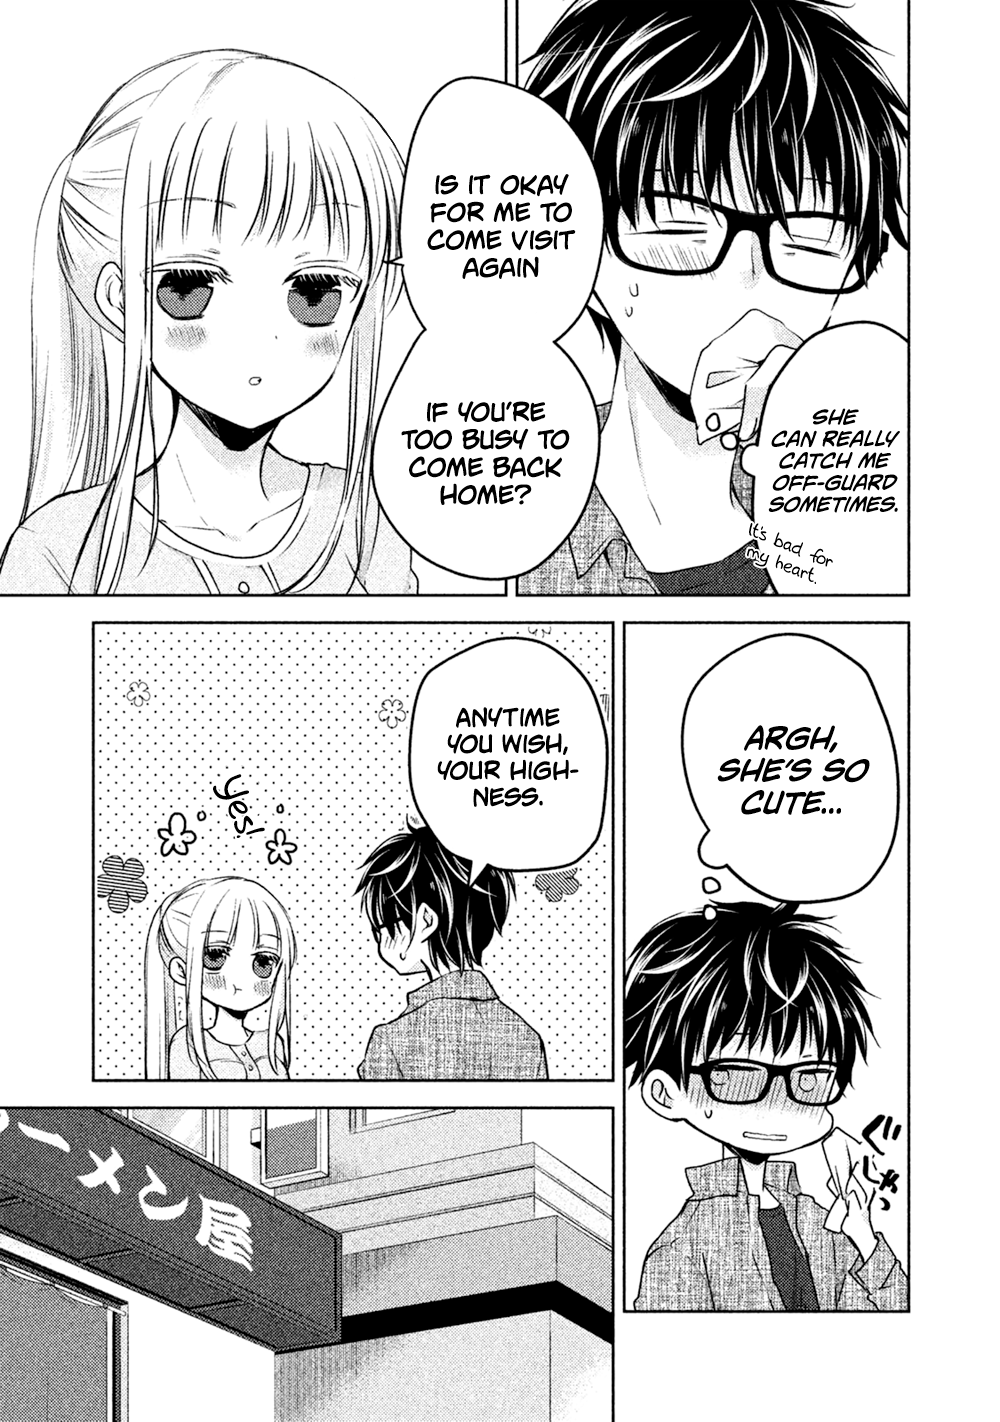 SHE
CAN REALLY
CATCH ME
OFF-GUARD
SOMETIMES.
It's bad for
my heart.
IS IT OKAY
FOR ME TO
COME VISIT
AGAIN
IF YOU'RE
TOO BUSY TO
COME BACK
HOME?
ARGH,
SHE'S SO
CUTE...
ぐしゃっ
ANYTIME
YOU WISH,
YOUR HIGH-
NESS.
yes!
ラーメン屋